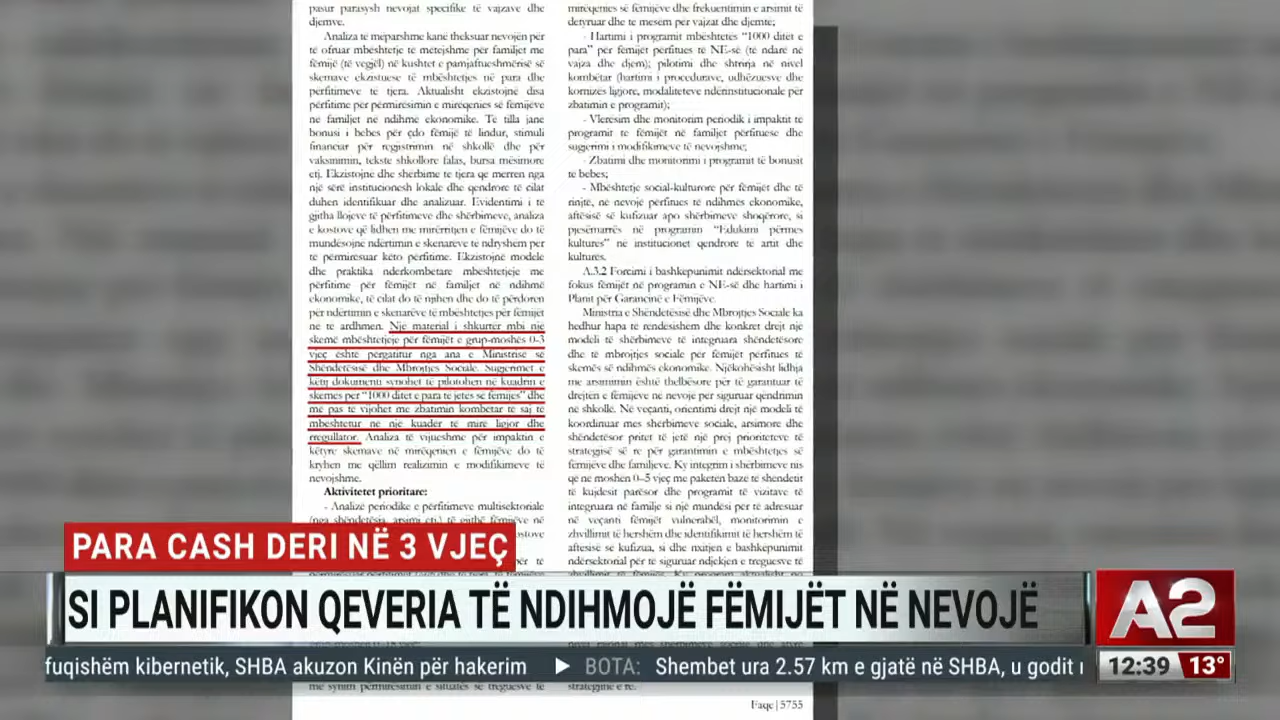 pasur parasysh nevojat specifike të vajzave dhe
djemve.
Analiza të mëparshme kanë theksuar nevojën për
të ofruar mbështetje të mëtejshme për familjet me
fëmijë (të vegjël) në kushtet e pamjaftueshmërisë së
skemave ekzistuese të mbështetjes në para dhe
përfitimeve të tjera. Aktualisht ekzistojnë disa
përfitime për përmirësimin e mirëqenies së fëmijëve
në familjet në ndihmë ekonomike. Të tilla janë
bonusi i bebes për çdo fëmijë të lindur, stimuli
financiar për regjistrimin në shkollë dhe për
vaksinimin, tekste shkollore falas, bursa mësimore
etj. Ekzistojnë dhe shërbime të tjera që merren nga
një sërë institucionesh lokale dhe qendrore të cilat
duhen identifikuar dhe analizuar. Evidentimi i të
gjitha llojeve të përfitimeve dhe shërbimeve, analiza
e kostove që lidhen me mirërritjen e fëmijëve do të
mundësojnë ndërtimin e skenarëve të ndryshëm për
të përmirësuar këto përfitime. Ekzistojnë modele
dhe praktika ndërkombëtare mbështetjeje me
përfitime për fëmijën në familjet në ndihmë
ekonomike, të cilat do të njihen dhe do të përdoren
për ndërtimin e skenarëve të mbështetjes për fëmijët
në të ardhmen. Një material i shkurtër mbi një
skemë mbështetjeje për fëmijët e grup-moshës 0-3
vjeç është përgatitur nga ana e Ministrisë së
Shëndetësisë dhe Mbrojtjes Sociale. Sugjerimet e
këtij dokumenti synohet të pilotohen në kuadrin e
skemës për "1000 ditët e para të jetës së fëmijës" dhe
më pas të vijohet me zbatimin kombëtar të saj të
mbështetur në një kuadër të mirë ligjor dhe
rregullator. Analiza të vijueshme për impaktin e
këtyre skemave në mirëqenien e fëmijëve do të
kryhen me qëllim realizimin e modifikimeve të
nevojshme.
Aktivitetet prioritare:
- Analizë periodike e përfitimeve multisektoriale
(nga shëndetësia, arsimi etj.) të gjithë fëmijëve në
me synim përmirësimin e situatës së treguesve të
mirëqenies së fëmijëve dhe frekuentimin e arsimit të
detyruar dhe të mesëm për vajzat dhe djemtë;
- Hartimi i programit mbështetës "1000 ditët e
para" për fëmijët përfitues të NE-së (të ndarë në
vajza dhe djem); pilotimi dhe shtrirja në nivel
kombëtar (hartimi i procedurave, udhëzuesve dhe
kornizës ligjore, modaliteteve ndërinstitucionale për
zbatimin e programit);
- Vlerësim dhe monitorim periodik i impaktit të
programit te fëmijët në familjet përfituese dhe
sugjerimi i modifikimeve të nevojshme;
- Zbatimi dhe monitorimi i programit të bonusit
të bebes;
- Mbështetje social-kulturore për fëmijët dhe të
rinjtë, në nevojë përfitues të ndihmës ekonomike,
aftësisë së kufizuar apo shërbimeve shoqërore, si
pjesëmarrës në programin "Edukimi përmes
kulturës" në institucionet qendrore të artit dhe
kulturës.
A.3.2 Forcimi i bashkëpunimit ndërsektorial me
fokus fëmijët në programin e NE-së dhe hartimi i
Planit për Garancinë e Fëmijëve.
Ministria e Shëndetësisë dhe Mbrojtjes Sociale ka
hedhur hapa të rëndësishëm dhe konkret drejt një
modeli të shërbimeve të integruara shëndetësore
dhe të mbrojtjes sociale për fëmijët përfitues të
skemës së ndihmës ekonomike. Njëkohësisht lidhja
me arsimimin është thelbësore për të garantuar të
drejtën e fëmijëve në nevojë për siguruar qëndrimin
në shkollë. Në veçanti, orientimi drejt një modeli të
koordinuar mes shërbimeve sociale, arsimore dhe
shëndetësor pritet të jetë një prej prioriteteve të
strategjisë së re për garantimin e mbështetjes së
fëmijëve dhe familjeve. Ky integrim i shërbimeve nis
që në moshën 0–5 vjeç me paketën bazë të shëndetit
të kujdesit parësor dhe programit të vizitave të
integruara në familje si një mundësi për të adresuar
në veçanti fëmijët vulnerabël, monitorimin e
zhvillimit të hershëm dhe identifikimit të hershëm të
aftësisë së kufizua, si dhe nxitjen e bashkëpunimit
ndërsektorial për të siguruar ndjekjen e treguesve të
strategjinë e re.
Faqe|5755
PARA CASH DERI NË 3 VJEÇ
SI PLANIFIKON QEVERIA TË NDIHMOJË FËMIJËT NË NEVOJË
A2
fuqishëm kibernetik, SHBA akuzon Kinën për hakerim ▶ BOTA: Shembet ura 2.57 km e gjatë në SHBA, u godit
12:39 13°